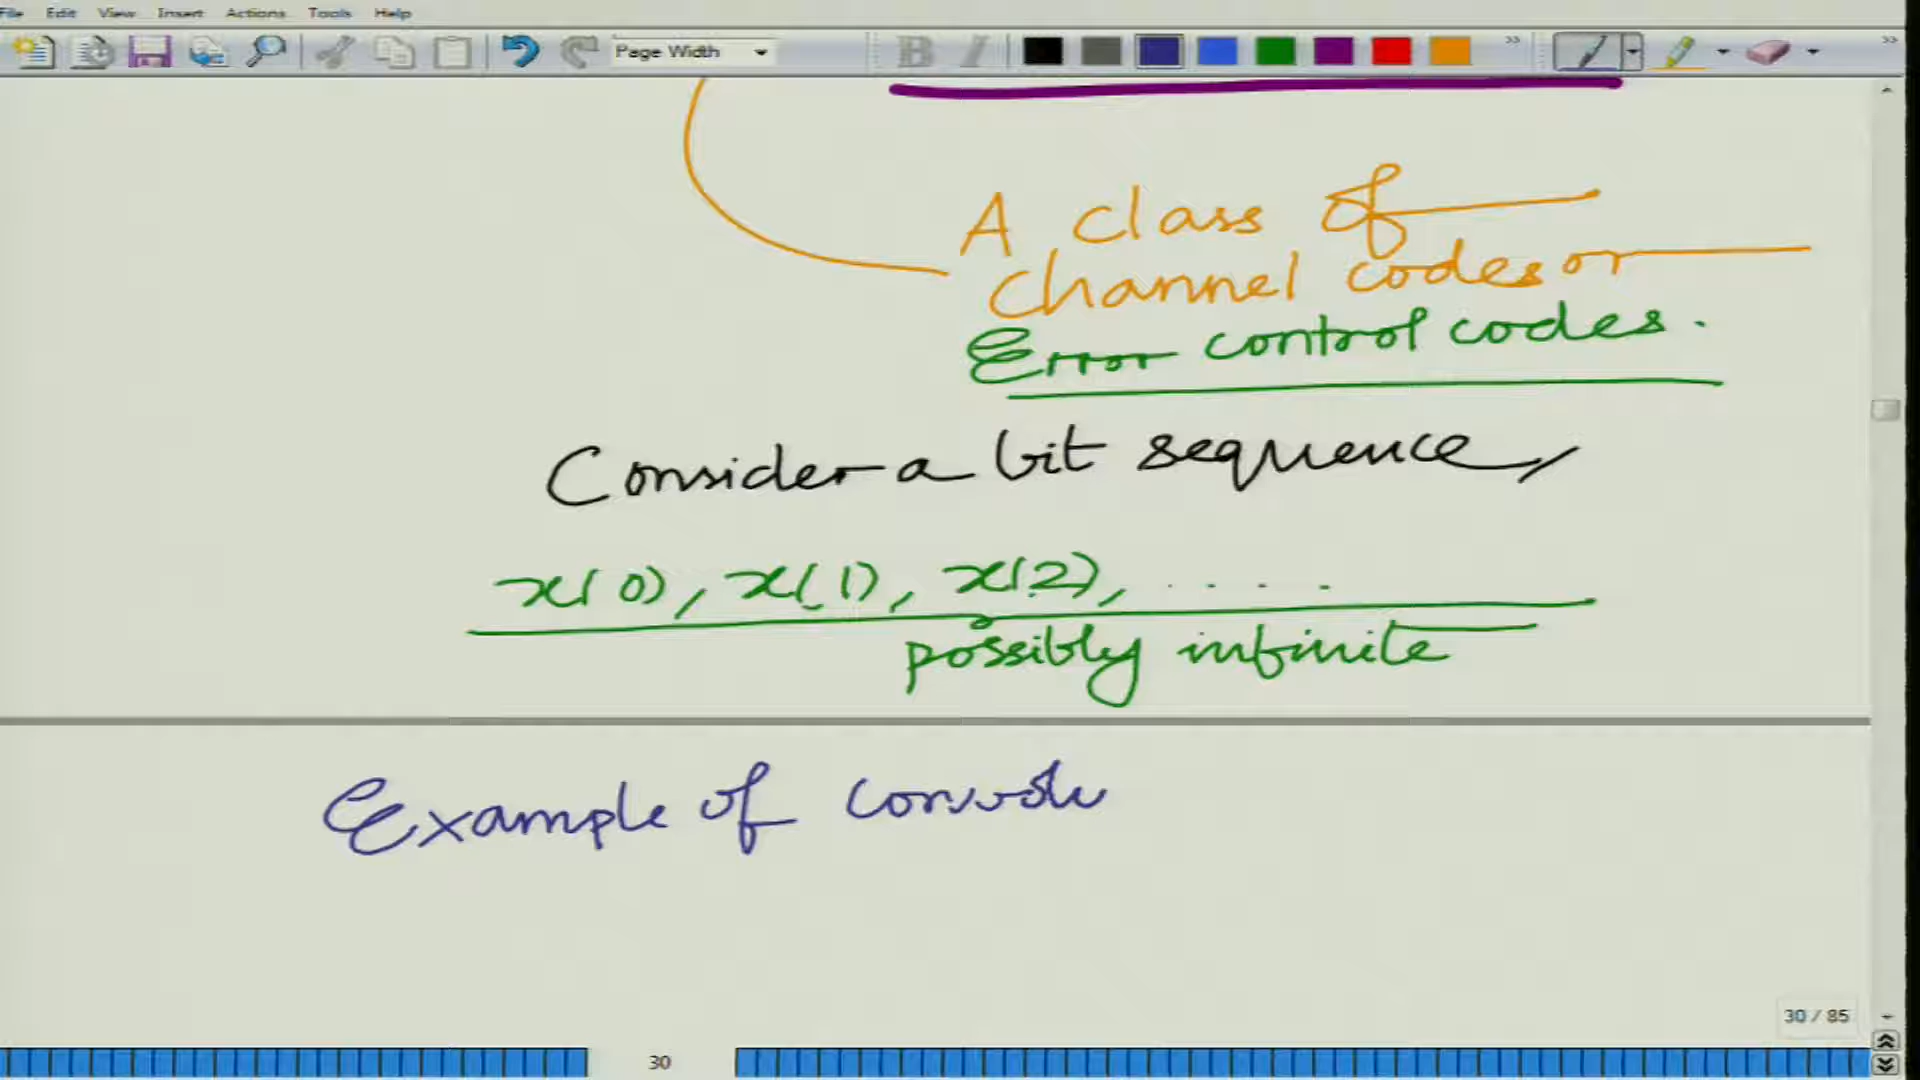 File Edit View Insert Actions Tools Help
Page Width
A class of
channel codes or
Error control codes.
Consider a bit sequence,
x(0), x(1), x(2), . . . .
possibly infinite
Example of convolu
30 / 85
30